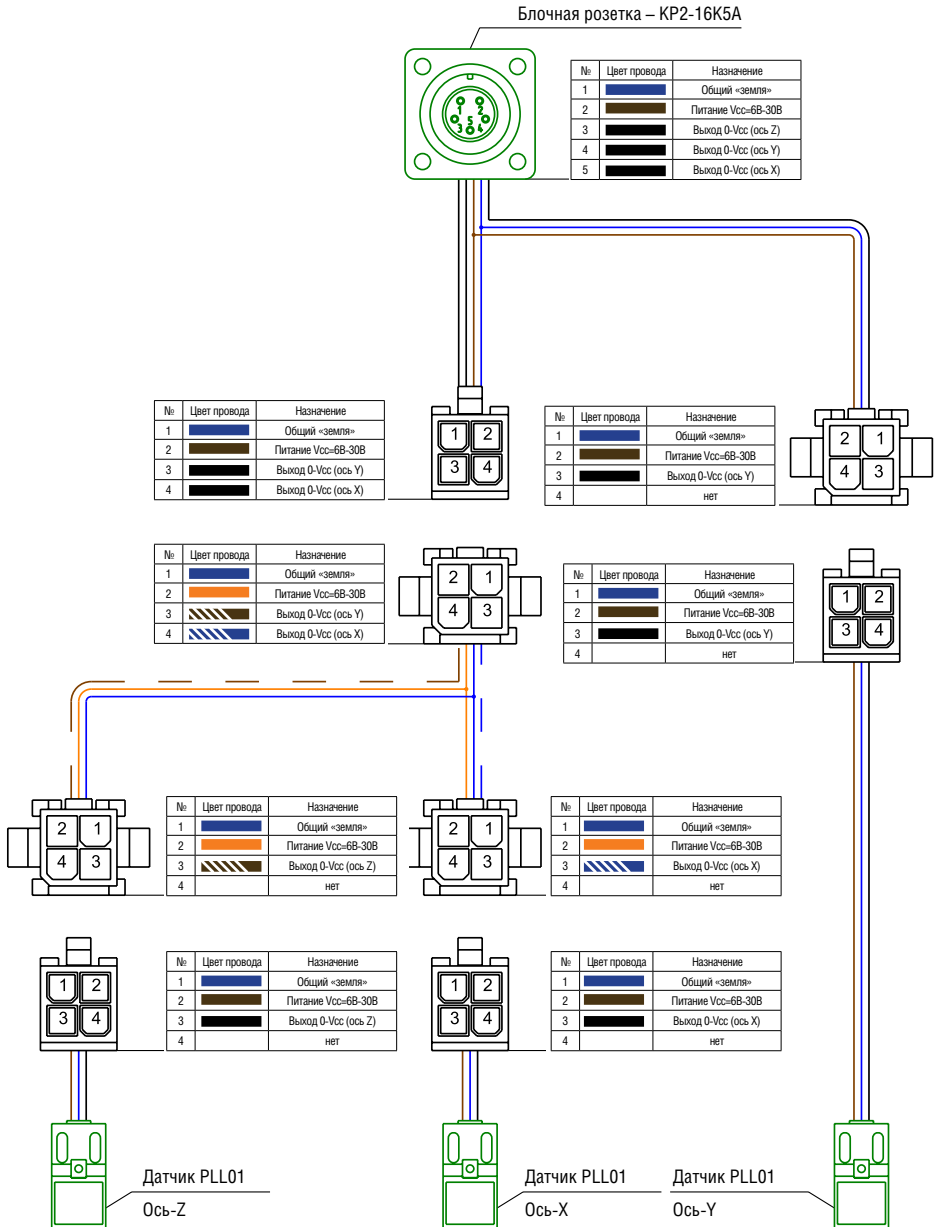 Блочная розетка – KP2-16K5A
№ Цвет провода Назначение
1 Общий «земля»
2 Питание Vcc=6В-30В
3 Выход 0-Vcc (ось Z)
4 Выход 0-Vcc (ось Y)
5 Выход 0-Vcc (ось X)
1 2
5
3 4
№ Цвет провода Назначение
1 Общий «земля»
2 Питание Vcc=6В-30В
3 Выход 0-Vcc (ось Y)
4 Выход 0-Vcc (ось X)
1 2
3 4
№ Цвет провода Назначение
1 Общий «земля»
2 Питание Vcc=6В-30В
3 Выход 0-Vcc (ось Y)
4 нет
2 1
4 3
№ Цвет провода Назначение
1 Общий «земля»
2 Питание Vcc=6В-30В
3 Выход 0-Vcc (ось Y)
4 Выход 0-Vcc (ось X)
2 1
4 3
№ Цвет провода Назначение
1 Общий «земля»
2 Питание Vcc=6В-30В
3 Выход 0-Vcc (ось Y)
4 нет
1 2
3 4
2 1
4 3
№ Цвет провода Назначение
1 Общий «земля»
2 Питание Vcc=6В-30В
3 Выход 0-Vcc (ось Z)
4 нет
2 1
4 3
№ Цвет провода Назначение
1 Общий «земля»
2 Питание Vcc=6В-30В
3 Выход 0-Vcc (ось X)
4 нет
1 2
3 4
№ Цвет провода Назначение
1 Общий «земля»
2 Питание Vcc=6В-30В
3 Выход 0-Vcc (ось Z)
4 нет
1 2
3 4
№ Цвет провода Назначение
1 Общий «земля»
2 Питание Vcc=6В-30В
3 Выход 0-Vcc (ось X)
4 нет
Датчик PLL01
Ось-Z
Датчик PLL01
Ось-X
Датчик PLL01
Ось-Y